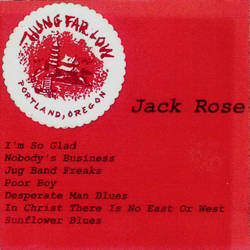 HUNG FAR LOW
PORTLAND, OREGON
Jack Rose
I'm So Glad
Nobody's Business
Jug Band Freaks
Poor Boy
Desperate Man Blues
In Christ There Is No East Or West
Sunflower Blues